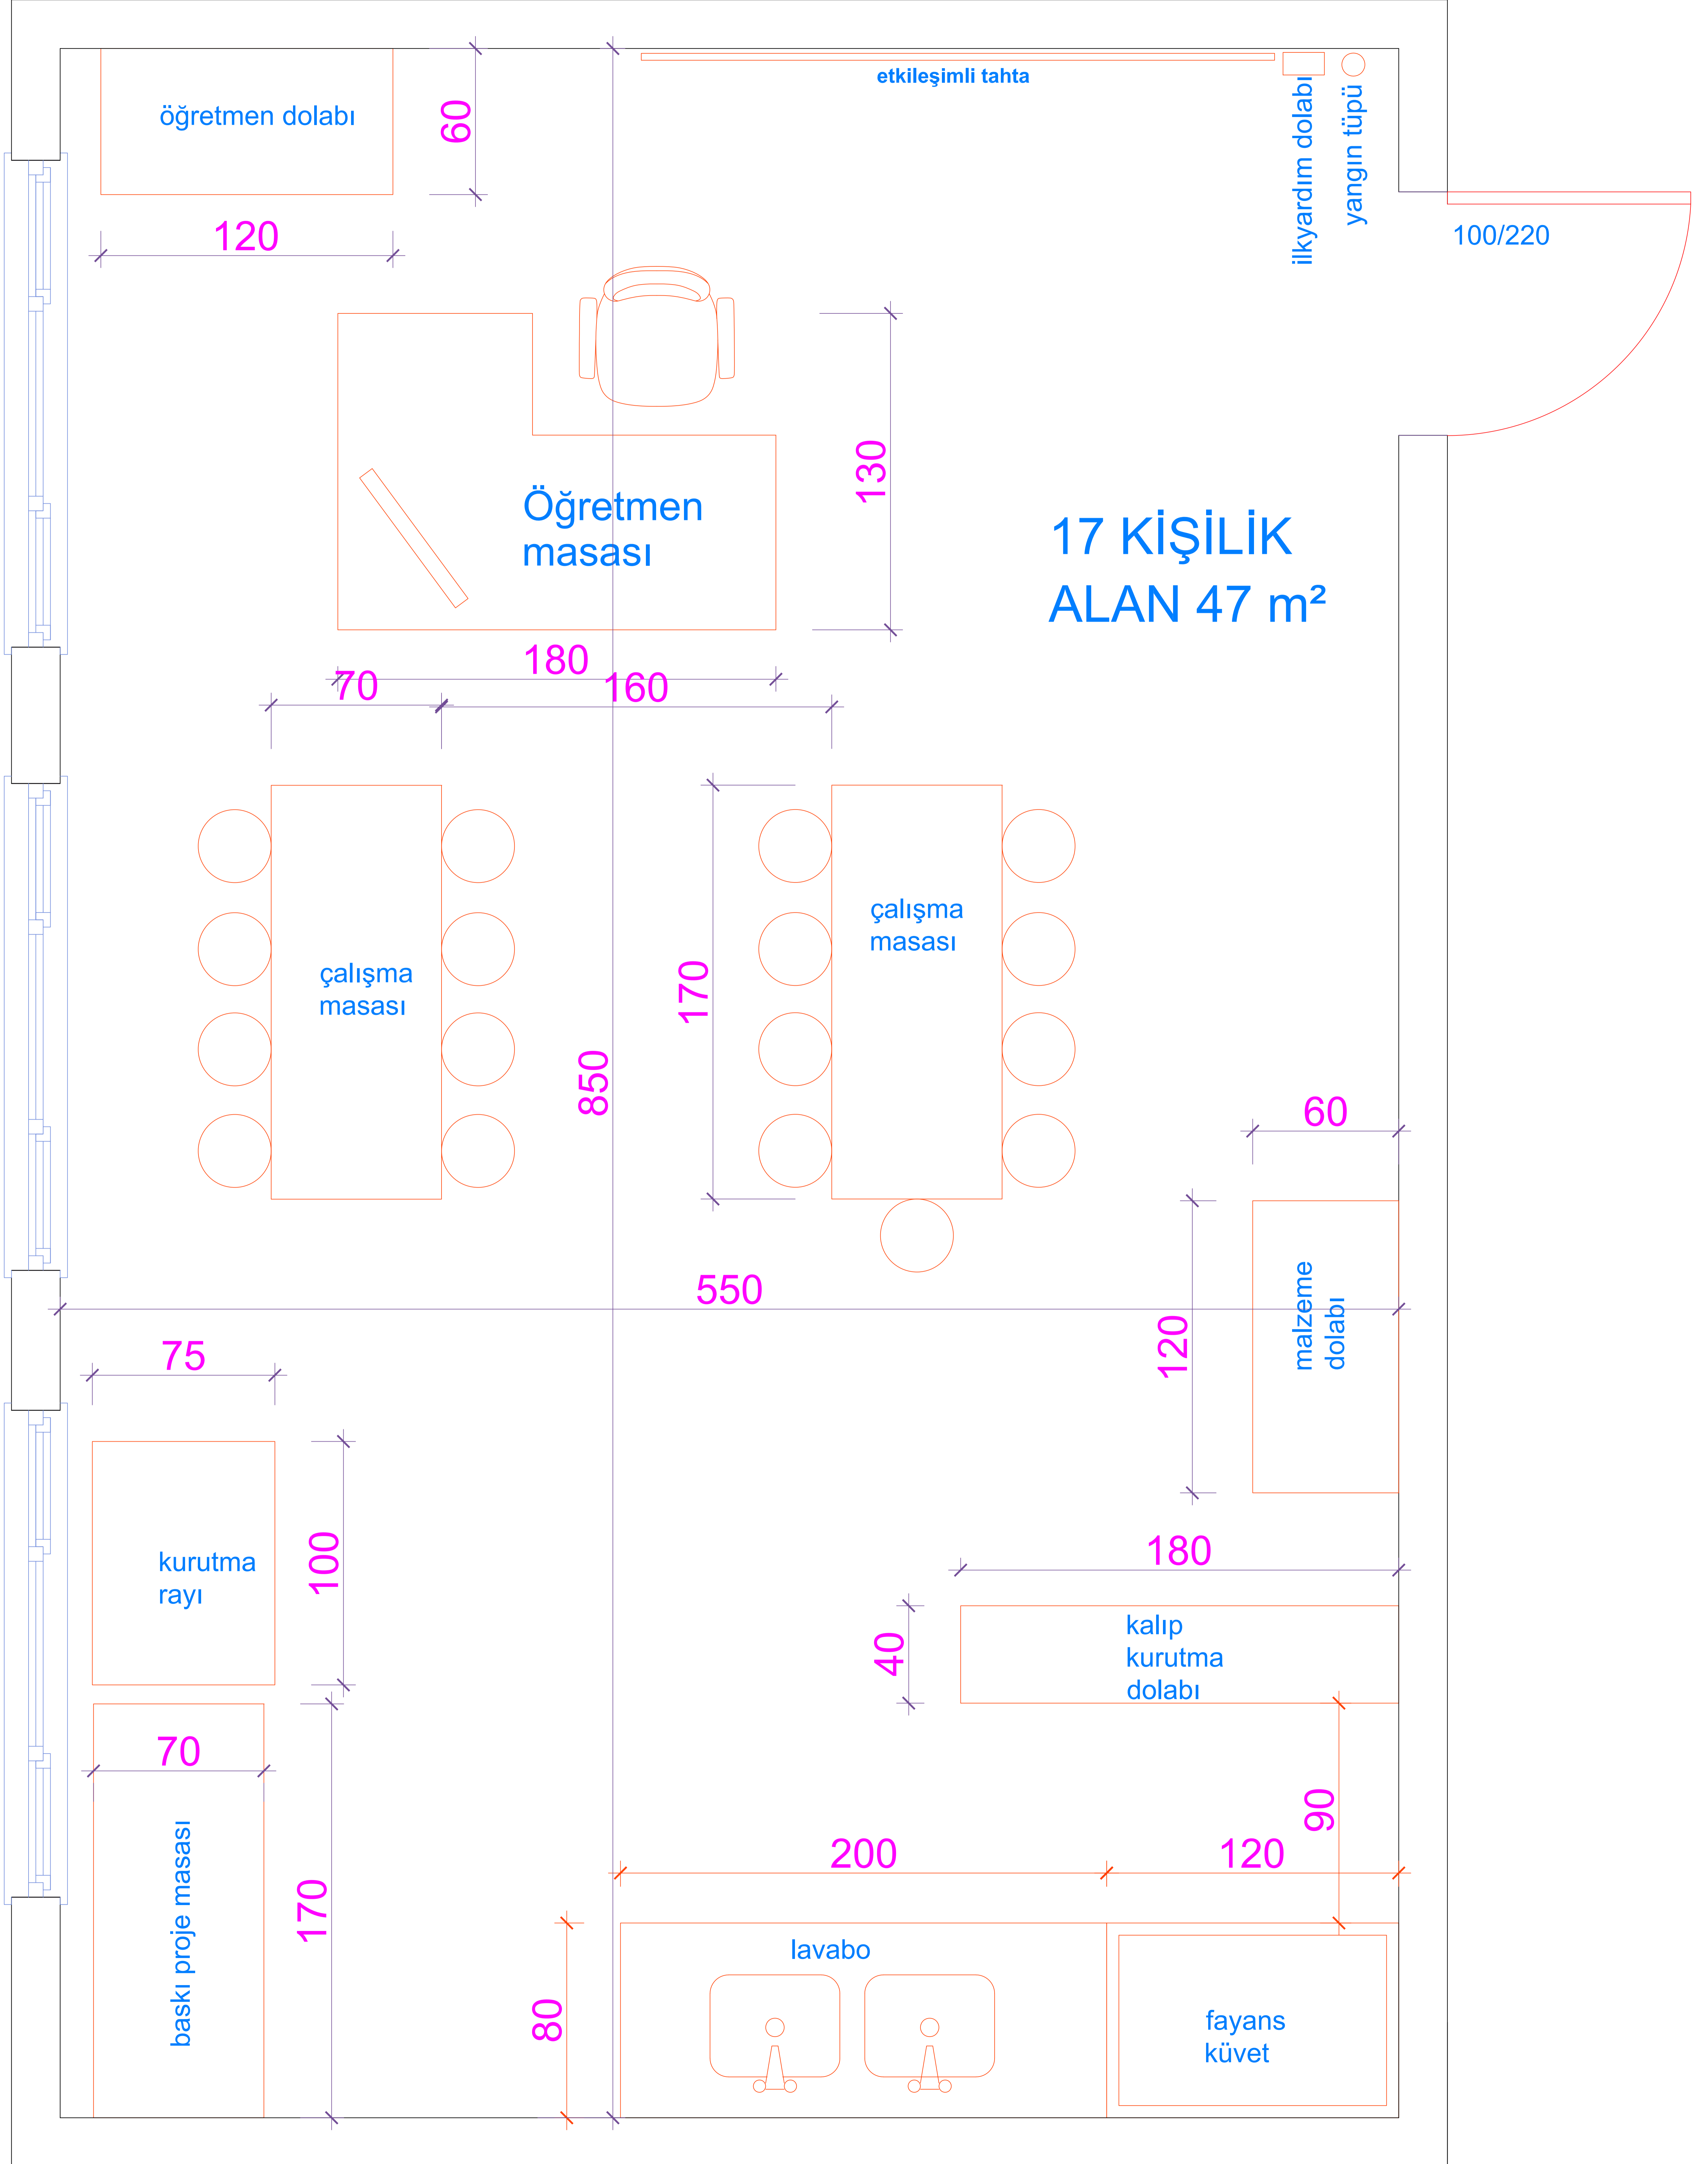 etkileşimli tahta
öğretmen dolabı
60
ilkyardım dolabı
yangın tüpü
120
100/220
130
Öğretmen
masası
17 KİŞİLİK
ALAN 47 m²
180
70
160
çalışma
masası
çalışma
masası
170
850
60
550
malzeme
dolabı
120
75
100
kurutma
rayı
180
40
kalıp
kurutma
dolabı
70
90
200
120
baskı proje masası
170
lavabo
80
fayans
küvet